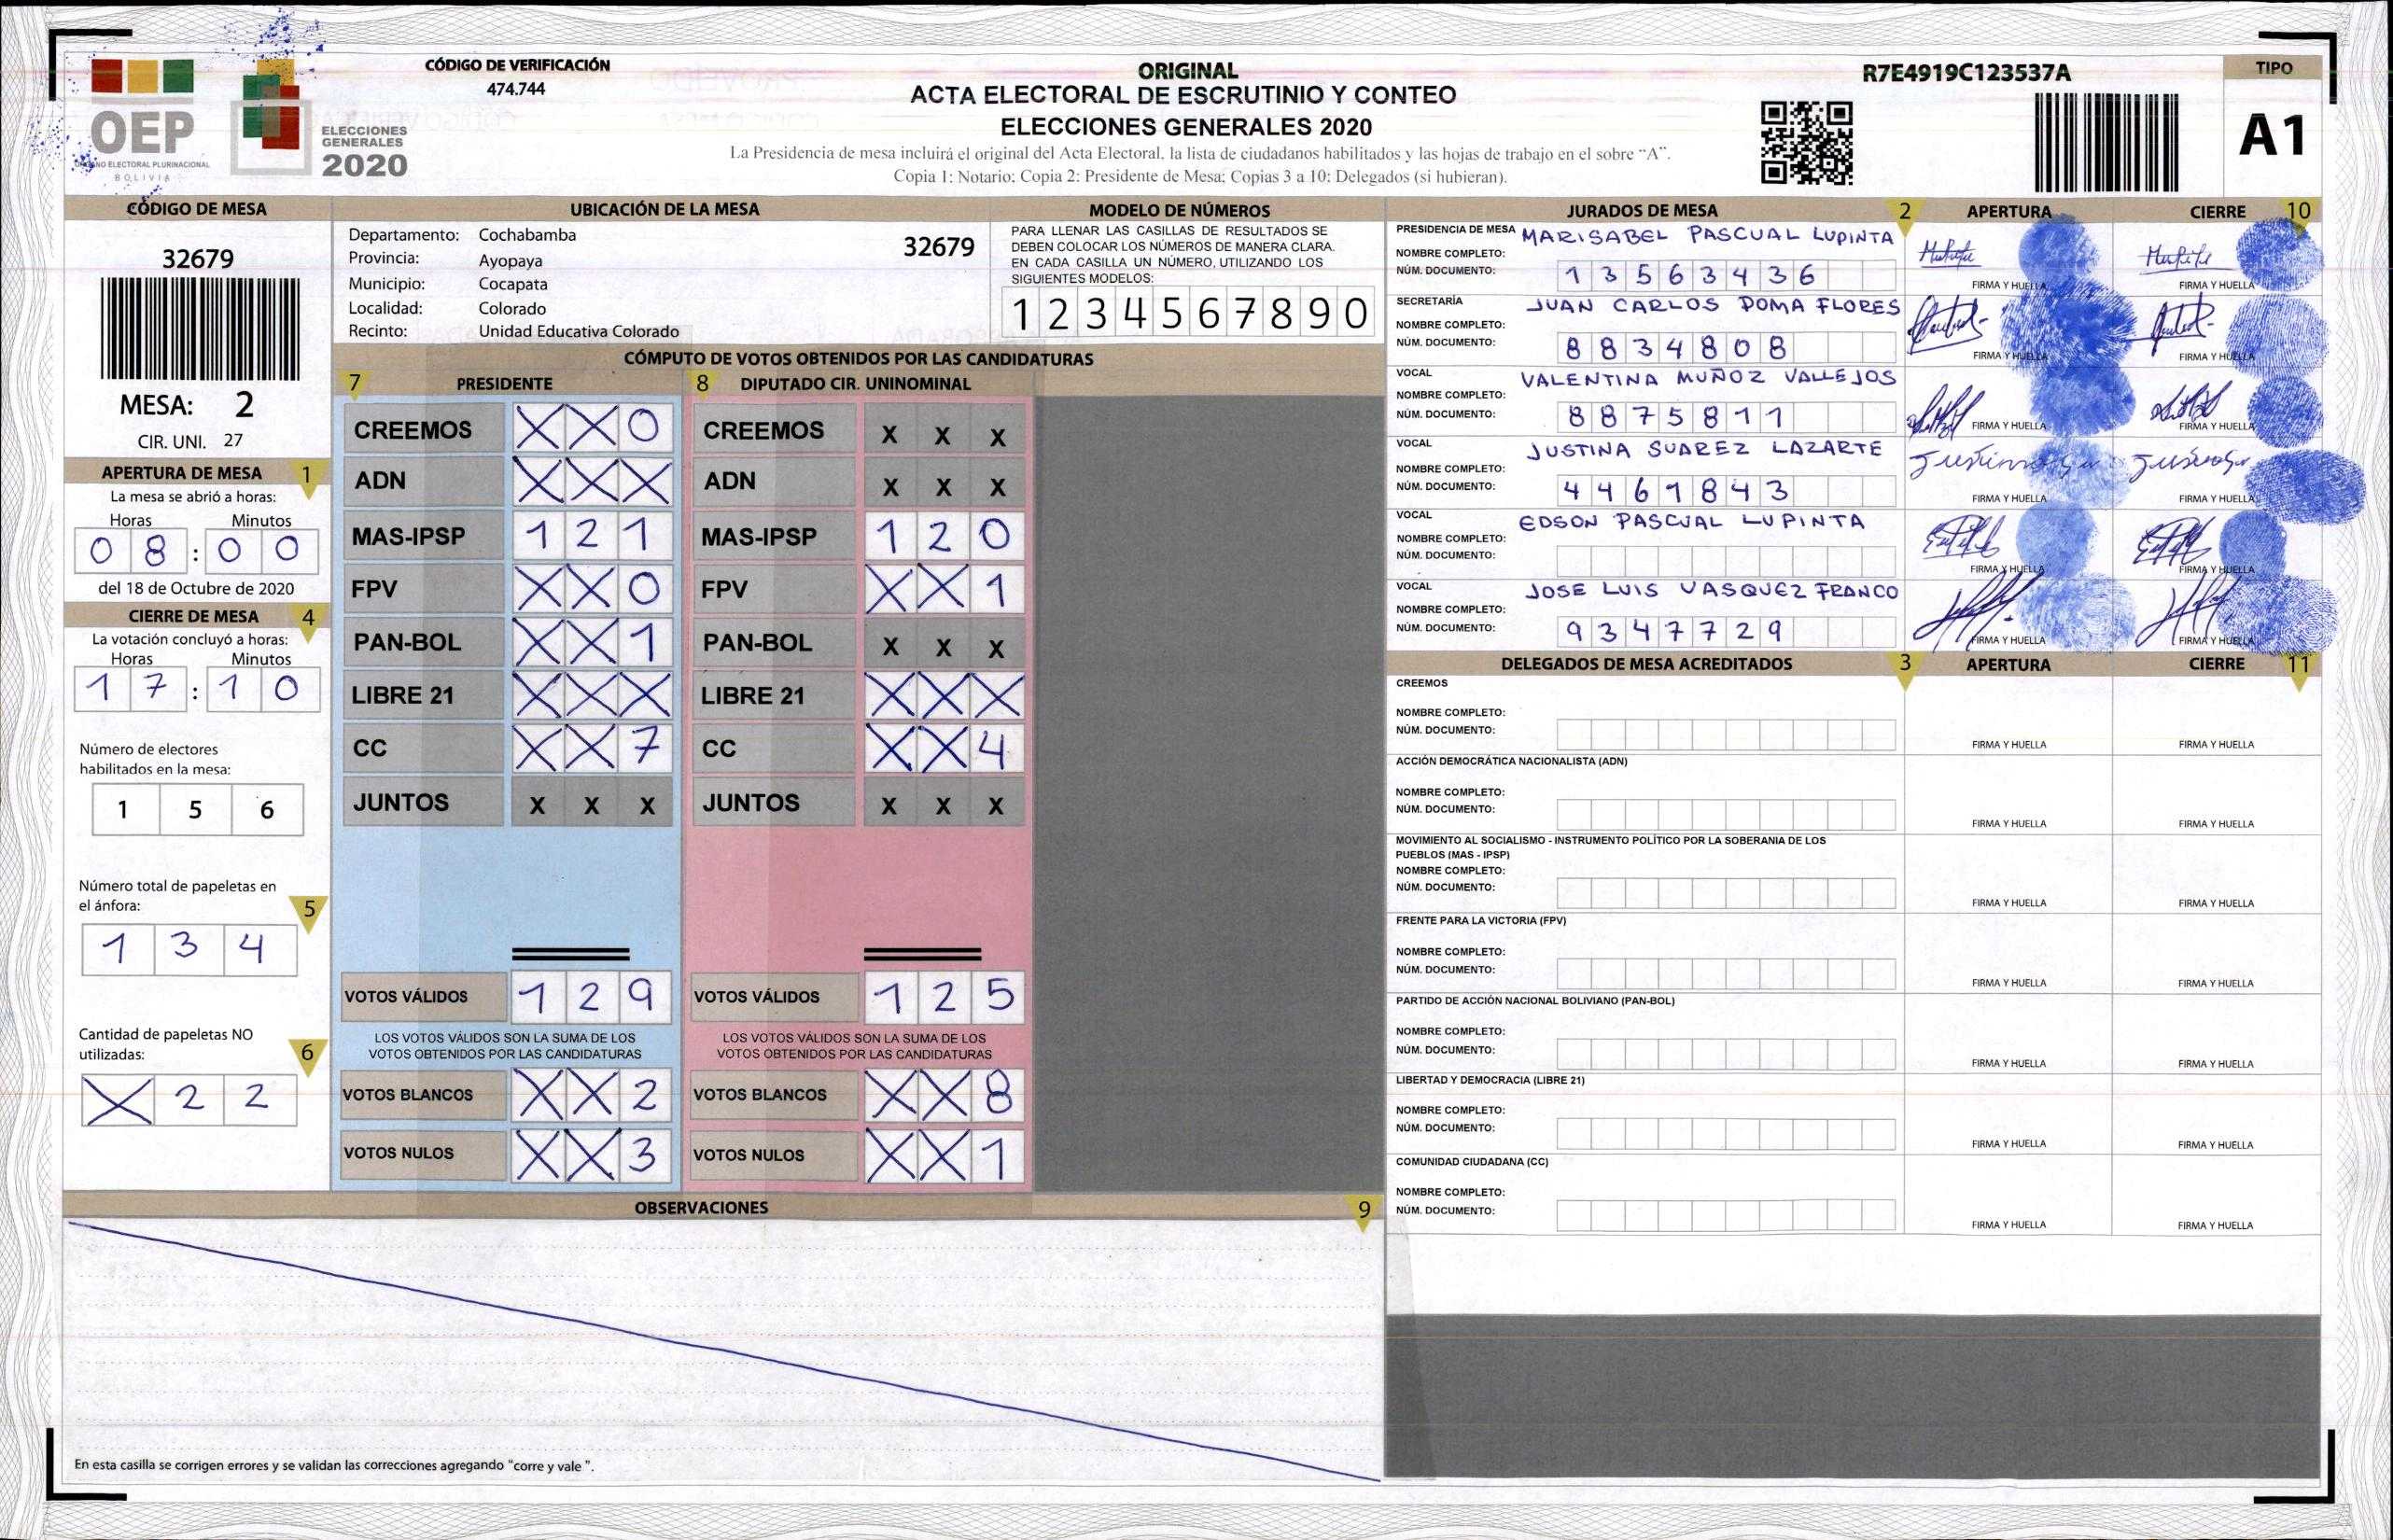 OEP
ÓRGANO ELECTORAL PLURINACIONAL
BOLIVIA
ELECCIONES
GENERALES
2020
CÓDIGO DE VERIFICACIÓN
474.744
ORIGINAL
ACTA ELECTORAL DE ESCRUTINIO Y CONTEO
ELECCIONES GENERALES 2020
La Presidencia de mesa incluirá el original del Acta Electoral, la lista de ciudadanos habilitados y las hojas de trabajo en el sobre "A".
Copia 1: Notario; Copia 2: Presidente de Mesa; Copias 3 a 10: Delegados (si hubieran).
R7E4919C123537A
TIPO
A1
CÓDIGO DE MESA
32679
MESA: 2
CIR. UNI. 27
APERTURA DE MESA 1
La mesa se abrió a horas:
Horas Minutos
0 8 : 0 0
del 18 de Octubre de 2020
CIERRE DE MESA 4
La votación concluyó a horas:
Horas Minutos
1 7 : 1 0
Número de electores
habilitados en la mesa:
1 5 6
Número total de papeletas en
el ánfora: 5
1 3 4
Cantidad de papeletas NO
utilizadas: 6
X 2 2
UBICACIÓN DE LA MESA
Departamento: Cochabamba
32679
Provincia: Ayopaya
Municipio: Cocapata
Localidad: Colorado
Recinto: Unidad Educativa Colorado
MODELO DE NÚMEROS
PARA LLENAR LAS CASILLAS DE RESULTADOS SE
DEBEN COLOCAR LOS NÚMEROS DE MANERA CLARA.
EN CADA CASILLA UN NÚMERO, UTILIZANDO LOS
SIGUIENTES MODELOS:
1 2 3 4 5 6 7 8 9 0
CÓMPUTO DE VOTOS OBTENIDOS POR LAS CANDIDATURAS
7 PRESIDENTE
CREEMOS X X 0
ADN X X X
MAS-IPSP 1 2 1
FPV X X 0
PAN-BOL X X 1
LIBRE 21 X X X
CC X X 7
JUNTOS X X X
VOTOS VÁLIDOS 1 2 9
LOS VOTOS VÁLIDOS SON LA SUMA DE LOS
VOTOS OBTENIDOS POR LAS CANDIDATURAS
VOTOS BLANCOS X X 2
VOTOS NULOS X X 3
8 DIPUTADO CIR. UNINOMINAL
CREEMOS X X X
ADN X X X
MAS-IPSP 1 2 0
FPV X X 1
PAN-BOL X X X
LIBRE 21 X X X
CC X X 4
JUNTOS X X X
VOTOS VÁLIDOS 1 2 5
LOS VOTOS VÁLIDOS SON LA SUMA DE LOS
VOTOS OBTENIDOS POR LAS CANDIDATURAS
VOTOS BLANCOS X X 8
VOTOS NULOS X X 1
OBSERVACIONES 9
En esta casilla se corrigen errores y se validan las correcciones agregando "corre y vale ".
JURADOS DE MESA 2 APERTURA CIERRE 10
PRESIDENCIA DE MESA MARISABEL PASCUAL LUPINTA
NOMBRE COMPLETO:
NÚM. DOCUMENTO: 1 3 5 6 3 4 3 6
FIRMA Y HUELLA FIRMA Y HUELLA
SECRETARÍA JUAN CARLOS POMA FLORES
NOMBRE COMPLETO:
NÚM. DOCUMENTO: 8 8 3 4 8 0 8
FIRMA Y HUELLA FIRMA Y HUELLA
VOCAL VALENTINA MUÑOZ VALLEJOS
NOMBRE COMPLETO:
NÚM. DOCUMENTO: 8 8 7 5 8 1 1
FIRMA Y HUELLA FIRMA Y HUELLA
VOCAL JUSTINA SUAREZ LAZARTE
NOMBRE COMPLETO:
NÚM. DOCUMENTO: 4 4 6 1 8 4 3
FIRMA Y HUELLA FIRMA Y HUELLA
VOCAL EDSON PASCUAL LUPINTA
NOMBRE COMPLETO:
NÚM. DOCUMENTO:
FIRMA Y HUELLA FIRMA Y HUELLA
VOCAL JOSE LUIS VASQUEZ FRANCO
NOMBRE COMPLETO:
NÚM. DOCUMENTO: 9 3 4 7 7 2 9
FIRMA Y HUELLA FIRMA Y HUELLA
DELEGADOS DE MESA ACREDITADOS 3 APERTURA CIERRE 11
CREEMOS
NOMBRE COMPLETO:
NÚM. DOCUMENTO:
FIRMA Y HUELLA FIRMA Y HUELLA
ACCIÓN DEMOCRÁTICA NACIONALISTA (ADN)
NOMBRE COMPLETO:
NÚM. DOCUMENTO:
FIRMA Y HUELLA FIRMA Y HUELLA
MOVIMIENTO AL SOCIALISMO - INSTRUMENTO POLÍTICO POR LA SOBERANIA DE LOS
PUEBLOS (MAS - IPSP)
NOMBRE COMPLETO:
NÚM. DOCUMENTO:
FIRMA Y HUELLA FIRMA Y HUELLA
FRENTE PARA LA VICTORIA (FPV)
NOMBRE COMPLETO:
NÚM. DOCUMENTO:
FIRMA Y HUELLA FIRMA Y HUELLA
PARTIDO DE ACCIÓN NACIONAL BOLIVIANO (PAN-BOL)
NOMBRE COMPLETO:
NÚM. DOCUMENTO:
FIRMA Y HUELLA FIRMA Y HUELLA
LIBERTAD Y DEMOCRACIA (LIBRE 21)
NOMBRE COMPLETO:
NÚM. DOCUMENTO:
FIRMA Y HUELLA FIRMA Y HUELLA
COMUNIDAD CIUDADANA (CC)
NOMBRE COMPLETO:
NÚM. DOCUMENTO:
FIRMA Y HUELLA FIRMA Y HUELLA